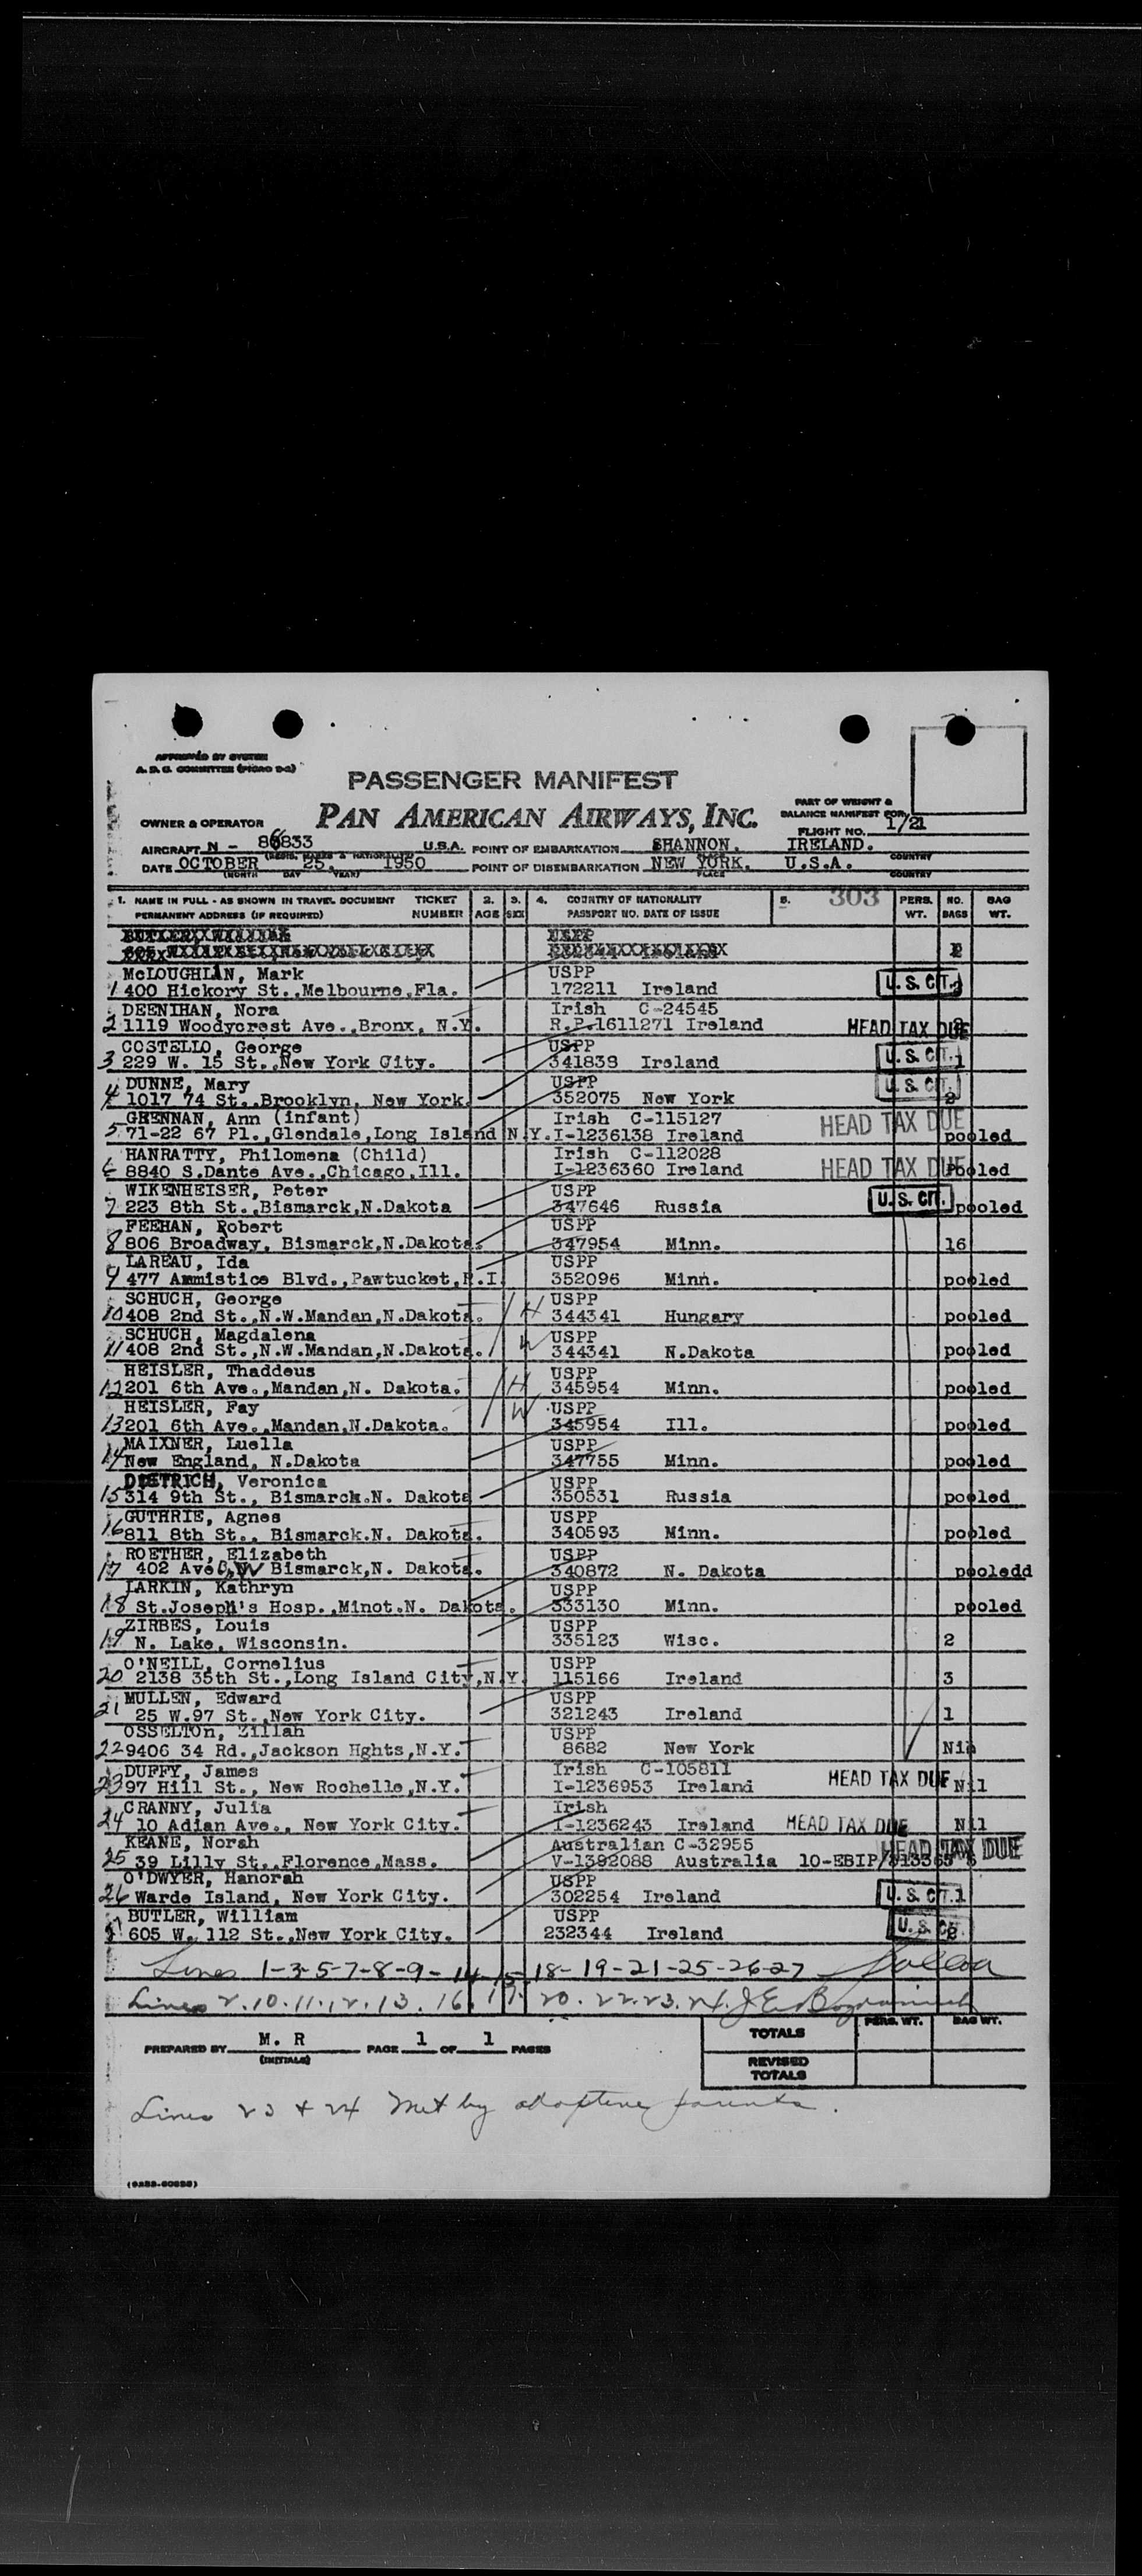 APPROVED BY SYSTEM
A. D. C. COMMITTEE (PICAO DC)
PASSENGER MANIFEST
PAN AMERICAN AIRWAYS, INC.
PART OF WEIGHT &
BALANCE MANIFEST FOR
OWNER & OPERATOR
FLIGHT NO. 1/21
AIRCRAFT N - 86833 U.S.A. POINT OF EMBARKATION SHANNON. IRELAND.
(REGIS. MARKS & NATIONALITY) COUNTRY
DATE OCTOBER 25, 1950 POINT OF DISEMBARKATION NEW YORK. U.S.A.
(MONTH DAY YEAR) PLACE COUNTRY
1. NAME IN FULL - AS SHOWN IN TRAVEL DOCUMENT TICKET 2. 3. 4. COUNTRY OF NATIONALITY 5. 303 PERS. NO. BAG
PERMANENT ADDRESS (IF REQUIRED) NUMBER AGE SEX PASSPORT NO. DATE OF ISSUE WT. BAGS WT.
McLOUGHLIN, Mark USPP
1 400 Hickory St.,Melbourne,Fla. 172211 Ireland U.S. CIT.
DEENIHAN, Nora Irish C-24545
2 1119 Woodycrest Ave.,Bronx, N.Y. R.P.1611271 Ireland HEAD TAX DUE
COSTELLO, George USPP
3 229 W. 15 St.,New York City. 341838 Ireland U.S. CIT. 1
DUNNE, Mary USPP U.S. CIT.
4 1017 74 St.,Brooklyn, New York. 352075 New York 2
GRENNAN, Ann (infant) Irish C-115127 HEAD TAX DUE
5 71-22 67 Pl.,Glendale,Long Island N.Y. I-1236138 Ireland pooled
HANRATTY, Philomena (Child) Irish C-112028
6 8840 S.Dante Ave.,Chicago,Ill. I-1236360 Ireland HEAD TAX DUE pooled
WIKENHEISER, Peter USPP
7 223 8th St.,Bismarck,N.Dakota 347646 Russia U.S. CIT. pooled
FEEHAN, Robert USPP
8 806 Broadway, Bismarck,N.Dakota. 347954 Minn. 16
LAREAU, Ida USPP
9 477 Ammistice Blvd.,Pawtucket,R.I. 352096 Minn. pooled
SCHUCH, George USPP
10 408 2nd St.,N.W.Mandan,N.Dakota. H 344341 Hungary pooled
SCHUCH, Magdalena USPP
11 408 2nd St.,N.W.Mandan,N.Dakota. W 344341 N.Dakota pooled
HEISLER, Thaddeus USPP
12 201 6th Ave.,Mandan,N. Dakota. H 345954 Minn. pooled
HEISLER, Fay USPP
13 201 6th Ave.,Mandan,N.Dakota. W 345954 Ill. pooled
MAIXNER, Luella USPP
14 New England, N.Dakota 347755 Minn. pooled
DIETRICH, Veronica USPP
15 314 9th St., Bismarck.N. Dakota 350531 Russia pooled
GUTHRIE, Agnes USPP
16 811 8th St., Bismarck.N. Dakota. 340593 Minn. pooled
ROETHER, Elizabeth USPP
17 402 Ave Bismarck,N. Dakota. 340872 N. Dakota pooledd
LARKIN, Kathryn USPP
18 St.Joseph's Hosp.,Minot.N. Dakota. 333130 Minn. pooled
ZIRBES, Louis USPP
19 N. Lake, Wisconsin. 335123 Wisc. 2
O'NEILL, Cornelius USPP
20 2138 35th St.,Long Island City,N.Y. 115166 Ireland 3
MULLEN, Edward USPP
21 25 W.97 St.,New York City. 321243 Ireland 1
OSSELTOn, Zillah USPP
22 9406 34 Rd.,Jackson Hghts,N.Y. 8682 New York Nil
DUFFY, James Irish C-105811
23 97 Hill St., New Rochelle,N.Y. I-1236953 Ireland HEAD TAX DUE Nil
CRANNY, Julia Irish
24 10 Adian Ave., New York City. I-1236243 Ireland HEAD TAX DUE Nil
KEANE, Norah Australian C-32955 HEAD TAX DUE
25 39 Lilly St.,Florence,Mass. V-1392088 Australia 10-EBIP/
O'DWYER, Hanorah USPP
26 Warde Island, New York City. 302254 Ireland U.S. CIT. 1
BUTLER, William USPP
27 605 W. 112 St.,New York City. 232344 Ireland U.S. CIT.
Lines 1-3-5-7-8-9-14-15-18-19-21-25-26-27
Lines 2.10.11.12.13.16.17.20.22.23.24.
TOTALS PERS. WT. BAG WT.
PREPARED BY M. R PAGE 1 OF 1 PAGES
(INITIALS)
REVISED
TOTALS
Lines 23 & 24 Met by adoptive parents.